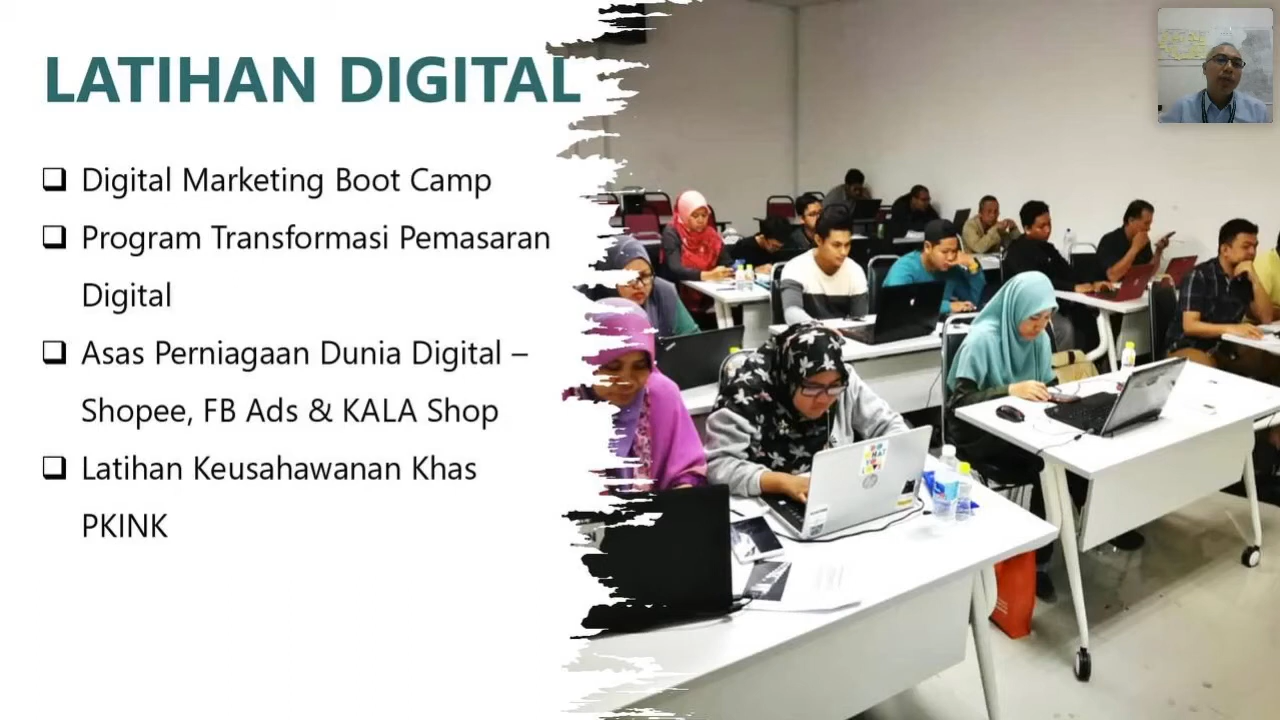 LATIHAN DIGITAL
Digital Marketing Boot Camp
Program Transformasi Pemasaran
Digital
Asas Perniagaan Dunia Digital –
Shopee, FB Ads & KALA Shop
Latihan Keusahawanan Khas
PKINK